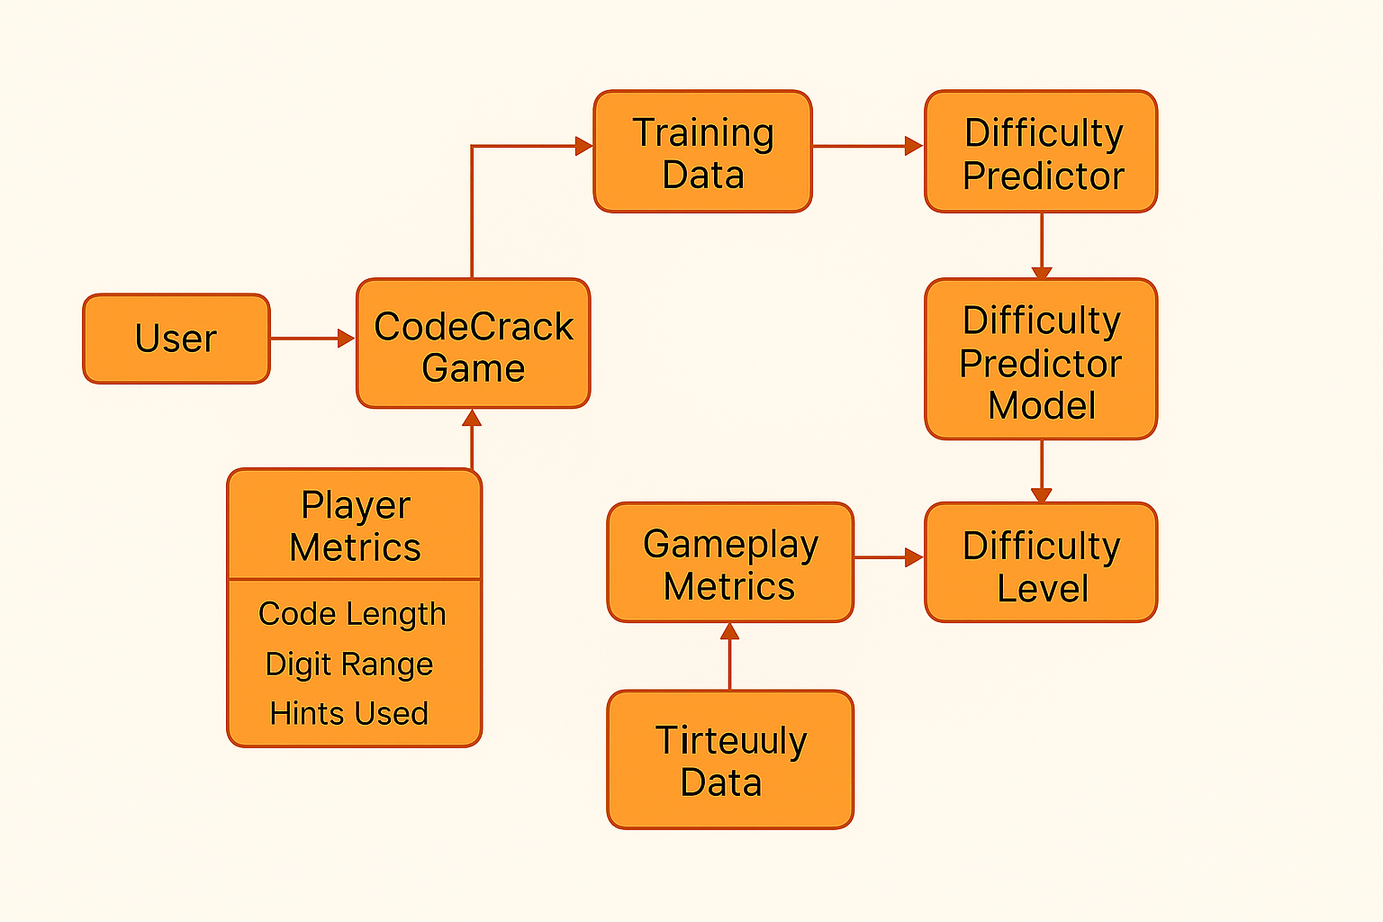 Training
Data
Difficulty
Predictor
User
CodeCrack
Game
Difficulty
Predictor
Model
Player
Metrics
Code Length
Digit Range
Hints Used
Gameplay
Metrics
Difficulty
Level
Tirteuuly
Data